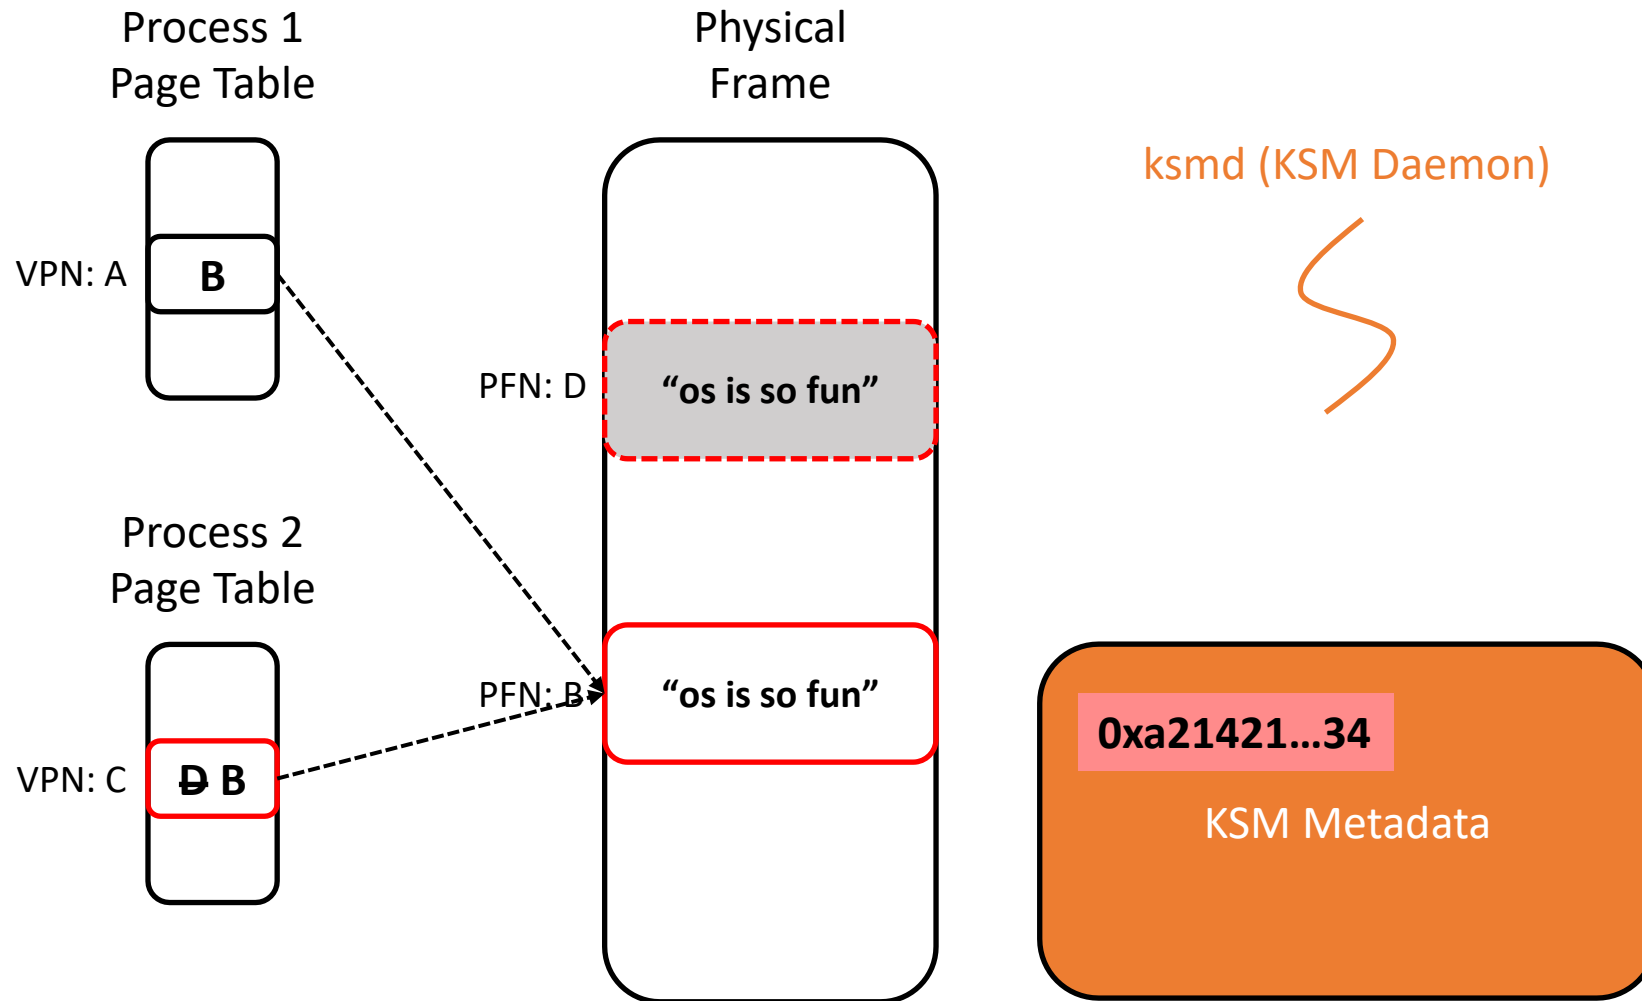 Process 1
Page Table
VPN: A
B
Process 2
Page Table
VPN: C
D B
Physical
Frame
PFN: D
“os is so fun”
PFN: B
“os is so fun”
ksmd (KSM Daemon)
0xa21421...34
KSM Metadata